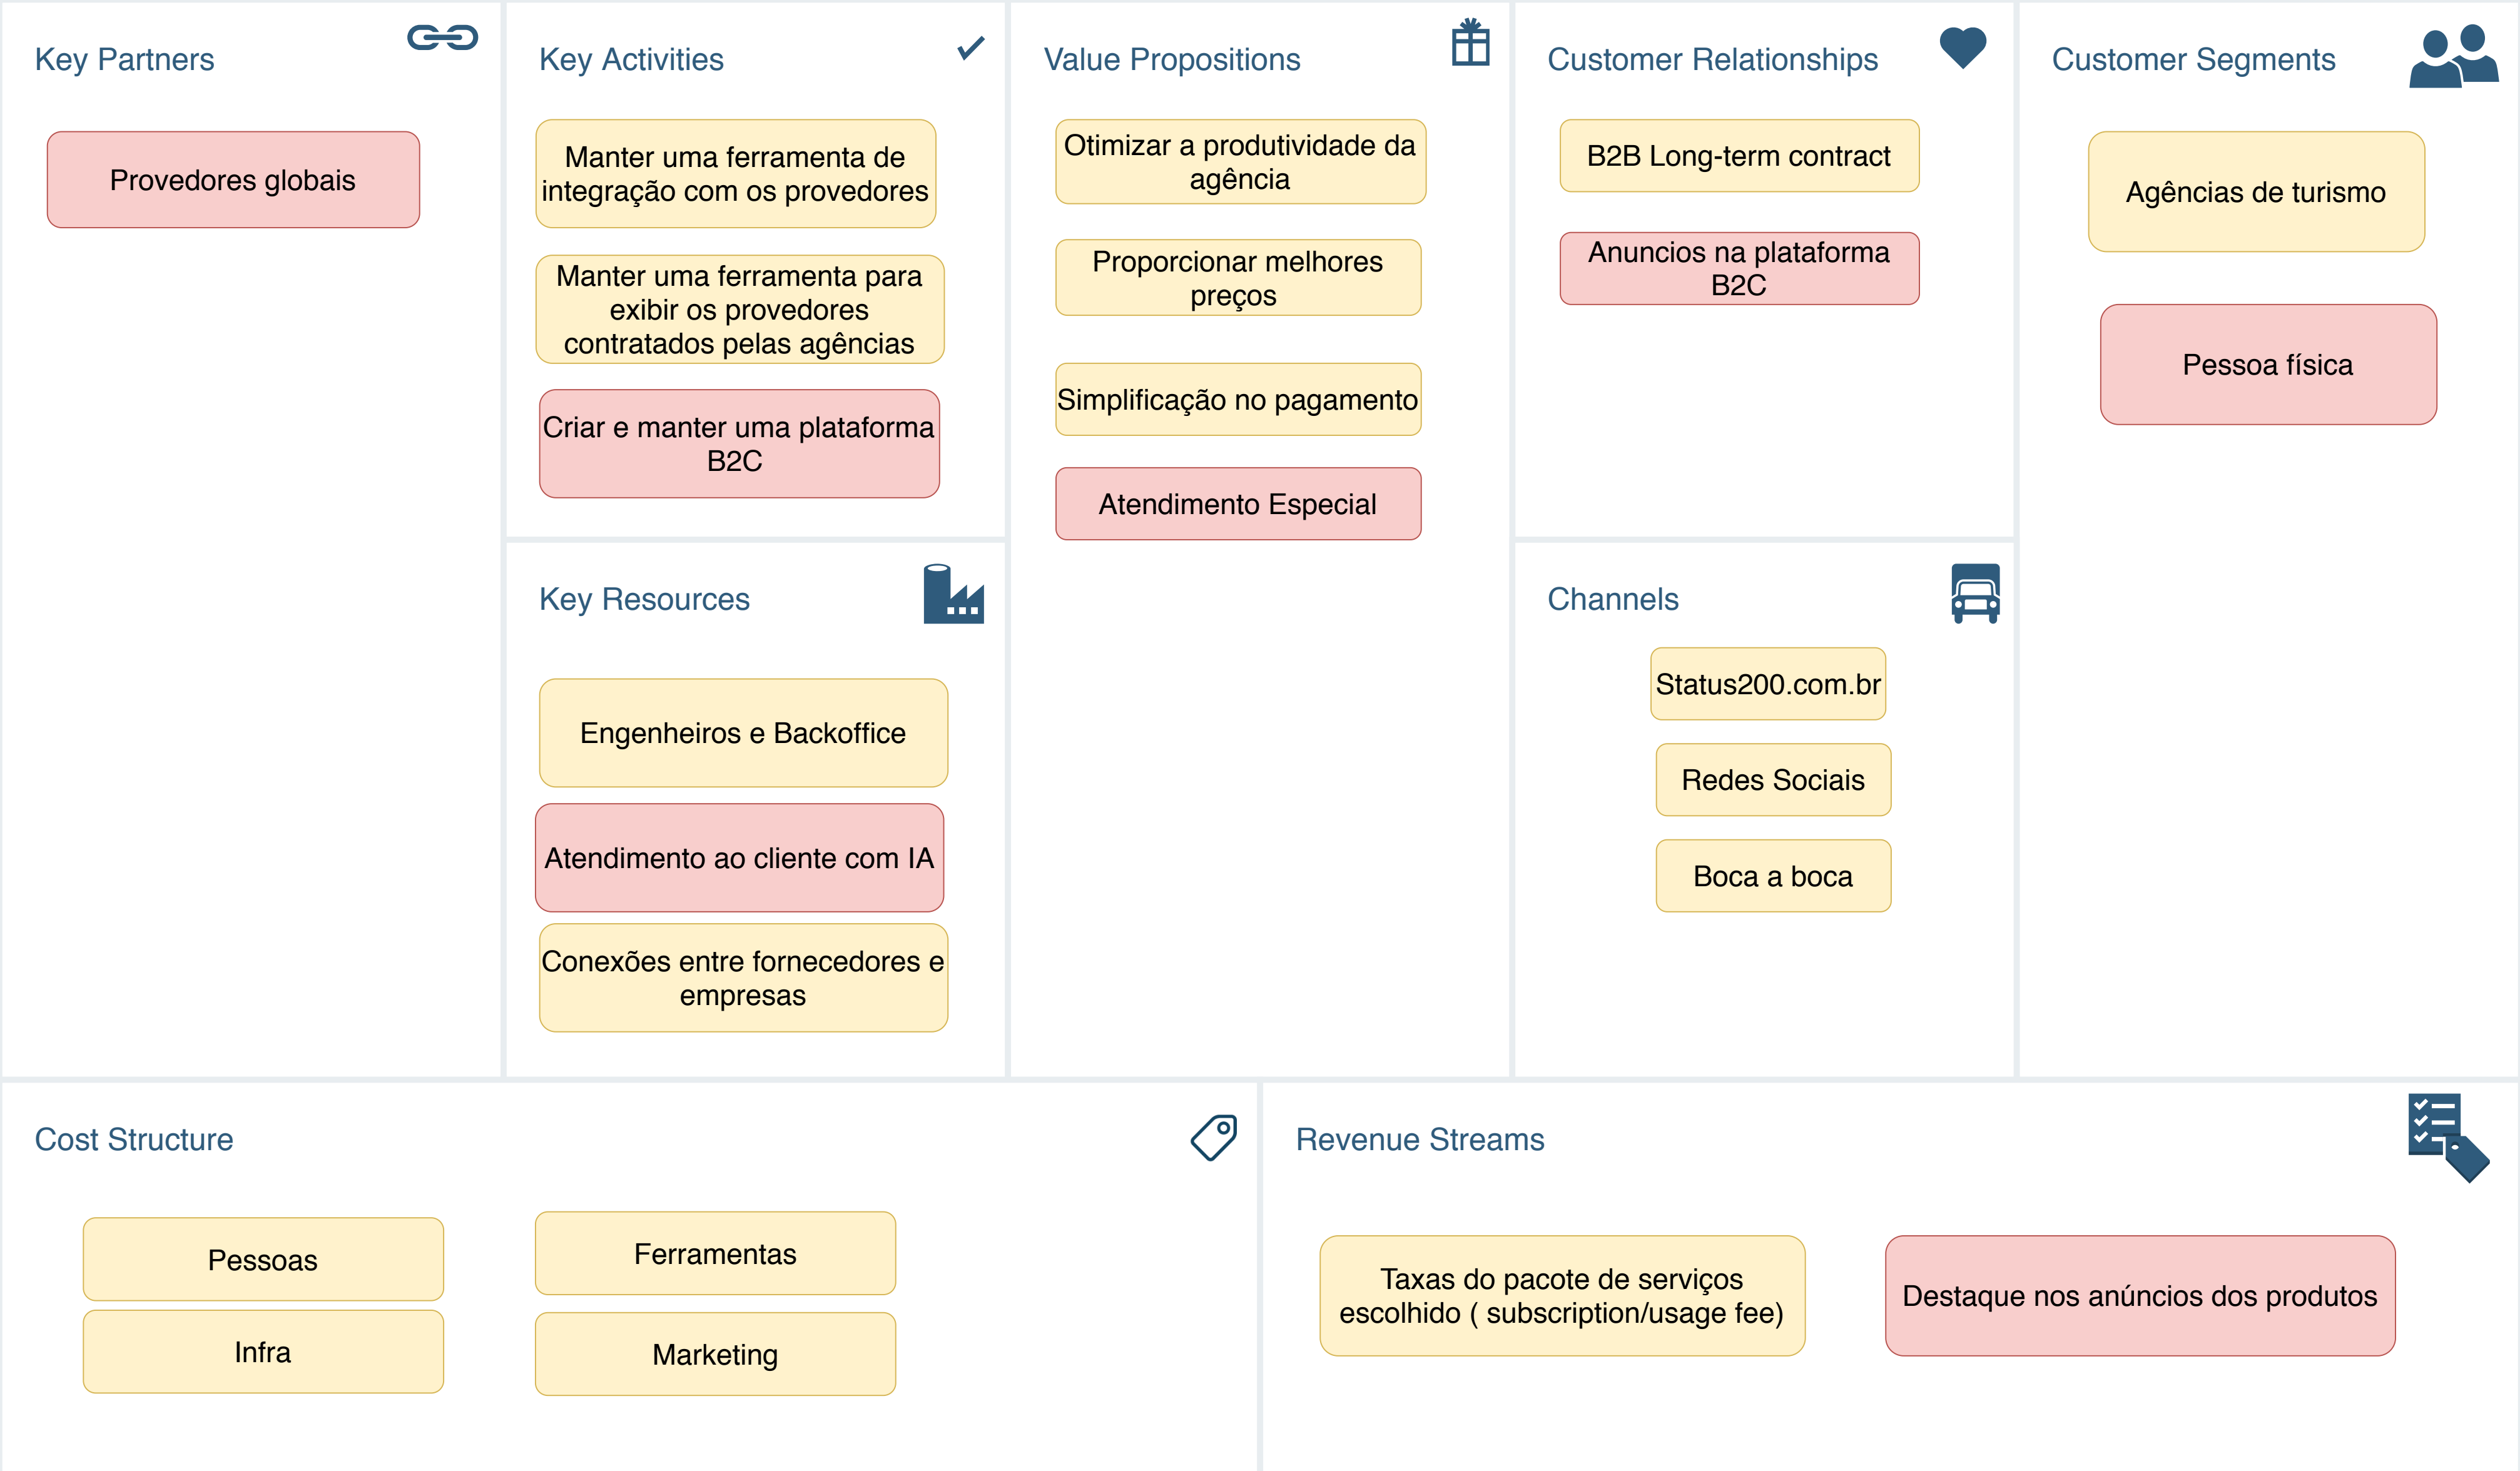 Key Partners
Provedores globais
Key Activities
Manter uma ferramenta de
integração com os provedores
Manter uma ferramenta para
exibir os provedores
contratados pelas agências
Criar e manter uma plataforma
B2C
Key Resources
Engenheiros e Backoffice
Atendimento ao cliente com IA
Conexões entre fornecedores e
empresas
Value Propositions
Otimizar a produtividade da
agência
Proporcionar melhores
preços
Simplificação no pagamento
Atendimento Especial
Customer Relationships
B2B Long-term contract
Anuncios na plataforma
B2C
Channels
Status200.com.br
Redes Sociais
Boca a boca
Customer Segments
Agências de turismo
Pessoa física
Cost Structure
Pessoas
Ferramentas
Infra
Marketing
Revenue Streams
Taxas do pacote de serviços
escolhido ( subscription/usage fee)
Destaque nos anúncios dos produtos